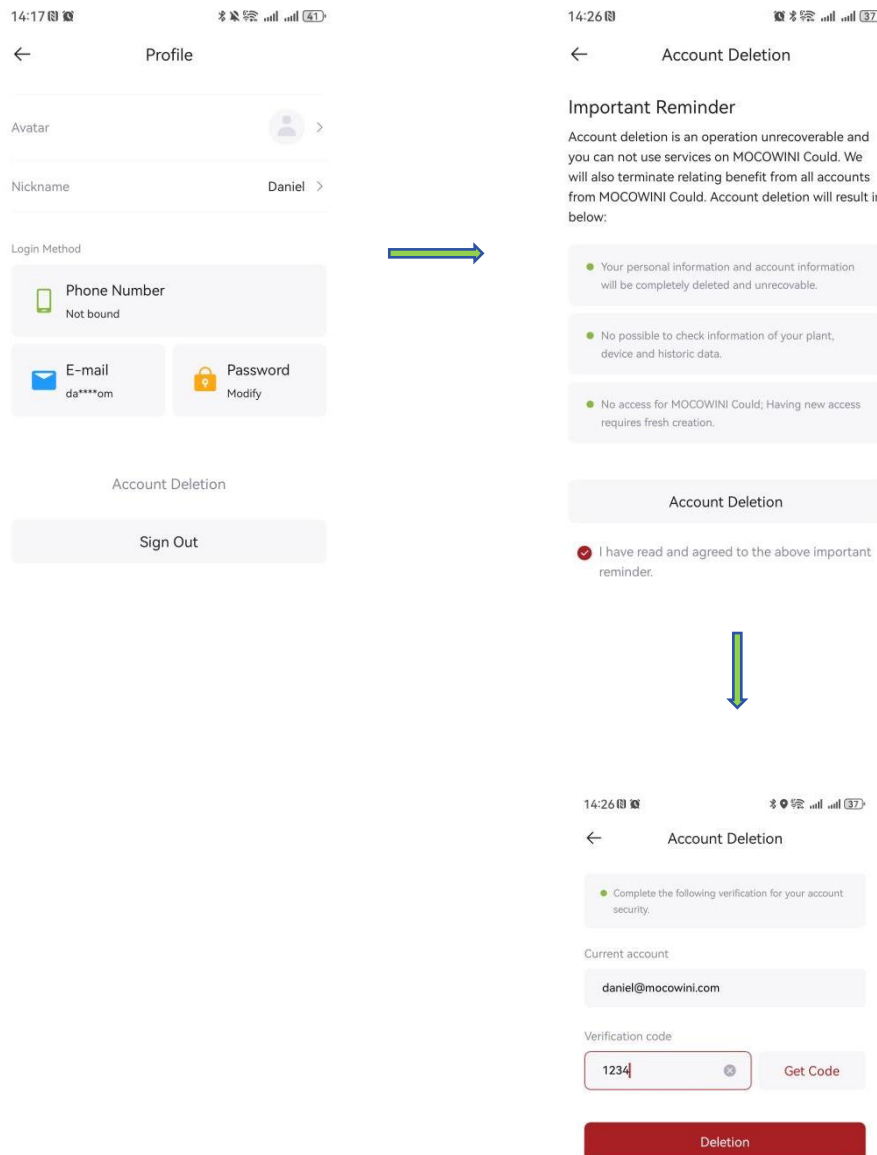 14:17
41
Profile
Avatar
Nickname
Daniel
Login Method
Phone Number
Not bound
E-mail
da****om
Password
Modify
Account Deletion
Sign Out
14:26
37
Account Deletion
Important Reminder
Account deletion is an operation unrecoverable and
you can not use services on MOCOWINI Could. We
will also terminate relating benefit from all accounts
from MOCOWINI Could. Account deletion will result in
below:
Your personal information and account information
will be completely deleted and unrecovable.
No possible to check information of your plant,
device and historic data.
No access for MOCOWINI Could; Having new access
requires fresh creation.
Account Deletion
I have read and agreed to the above important
reminder.
14:26
37
Account Deletion
Complete the following verification for your account
security.
Current account
daniel@mocowini.com
Verification code
1234
Get Code
Deletion